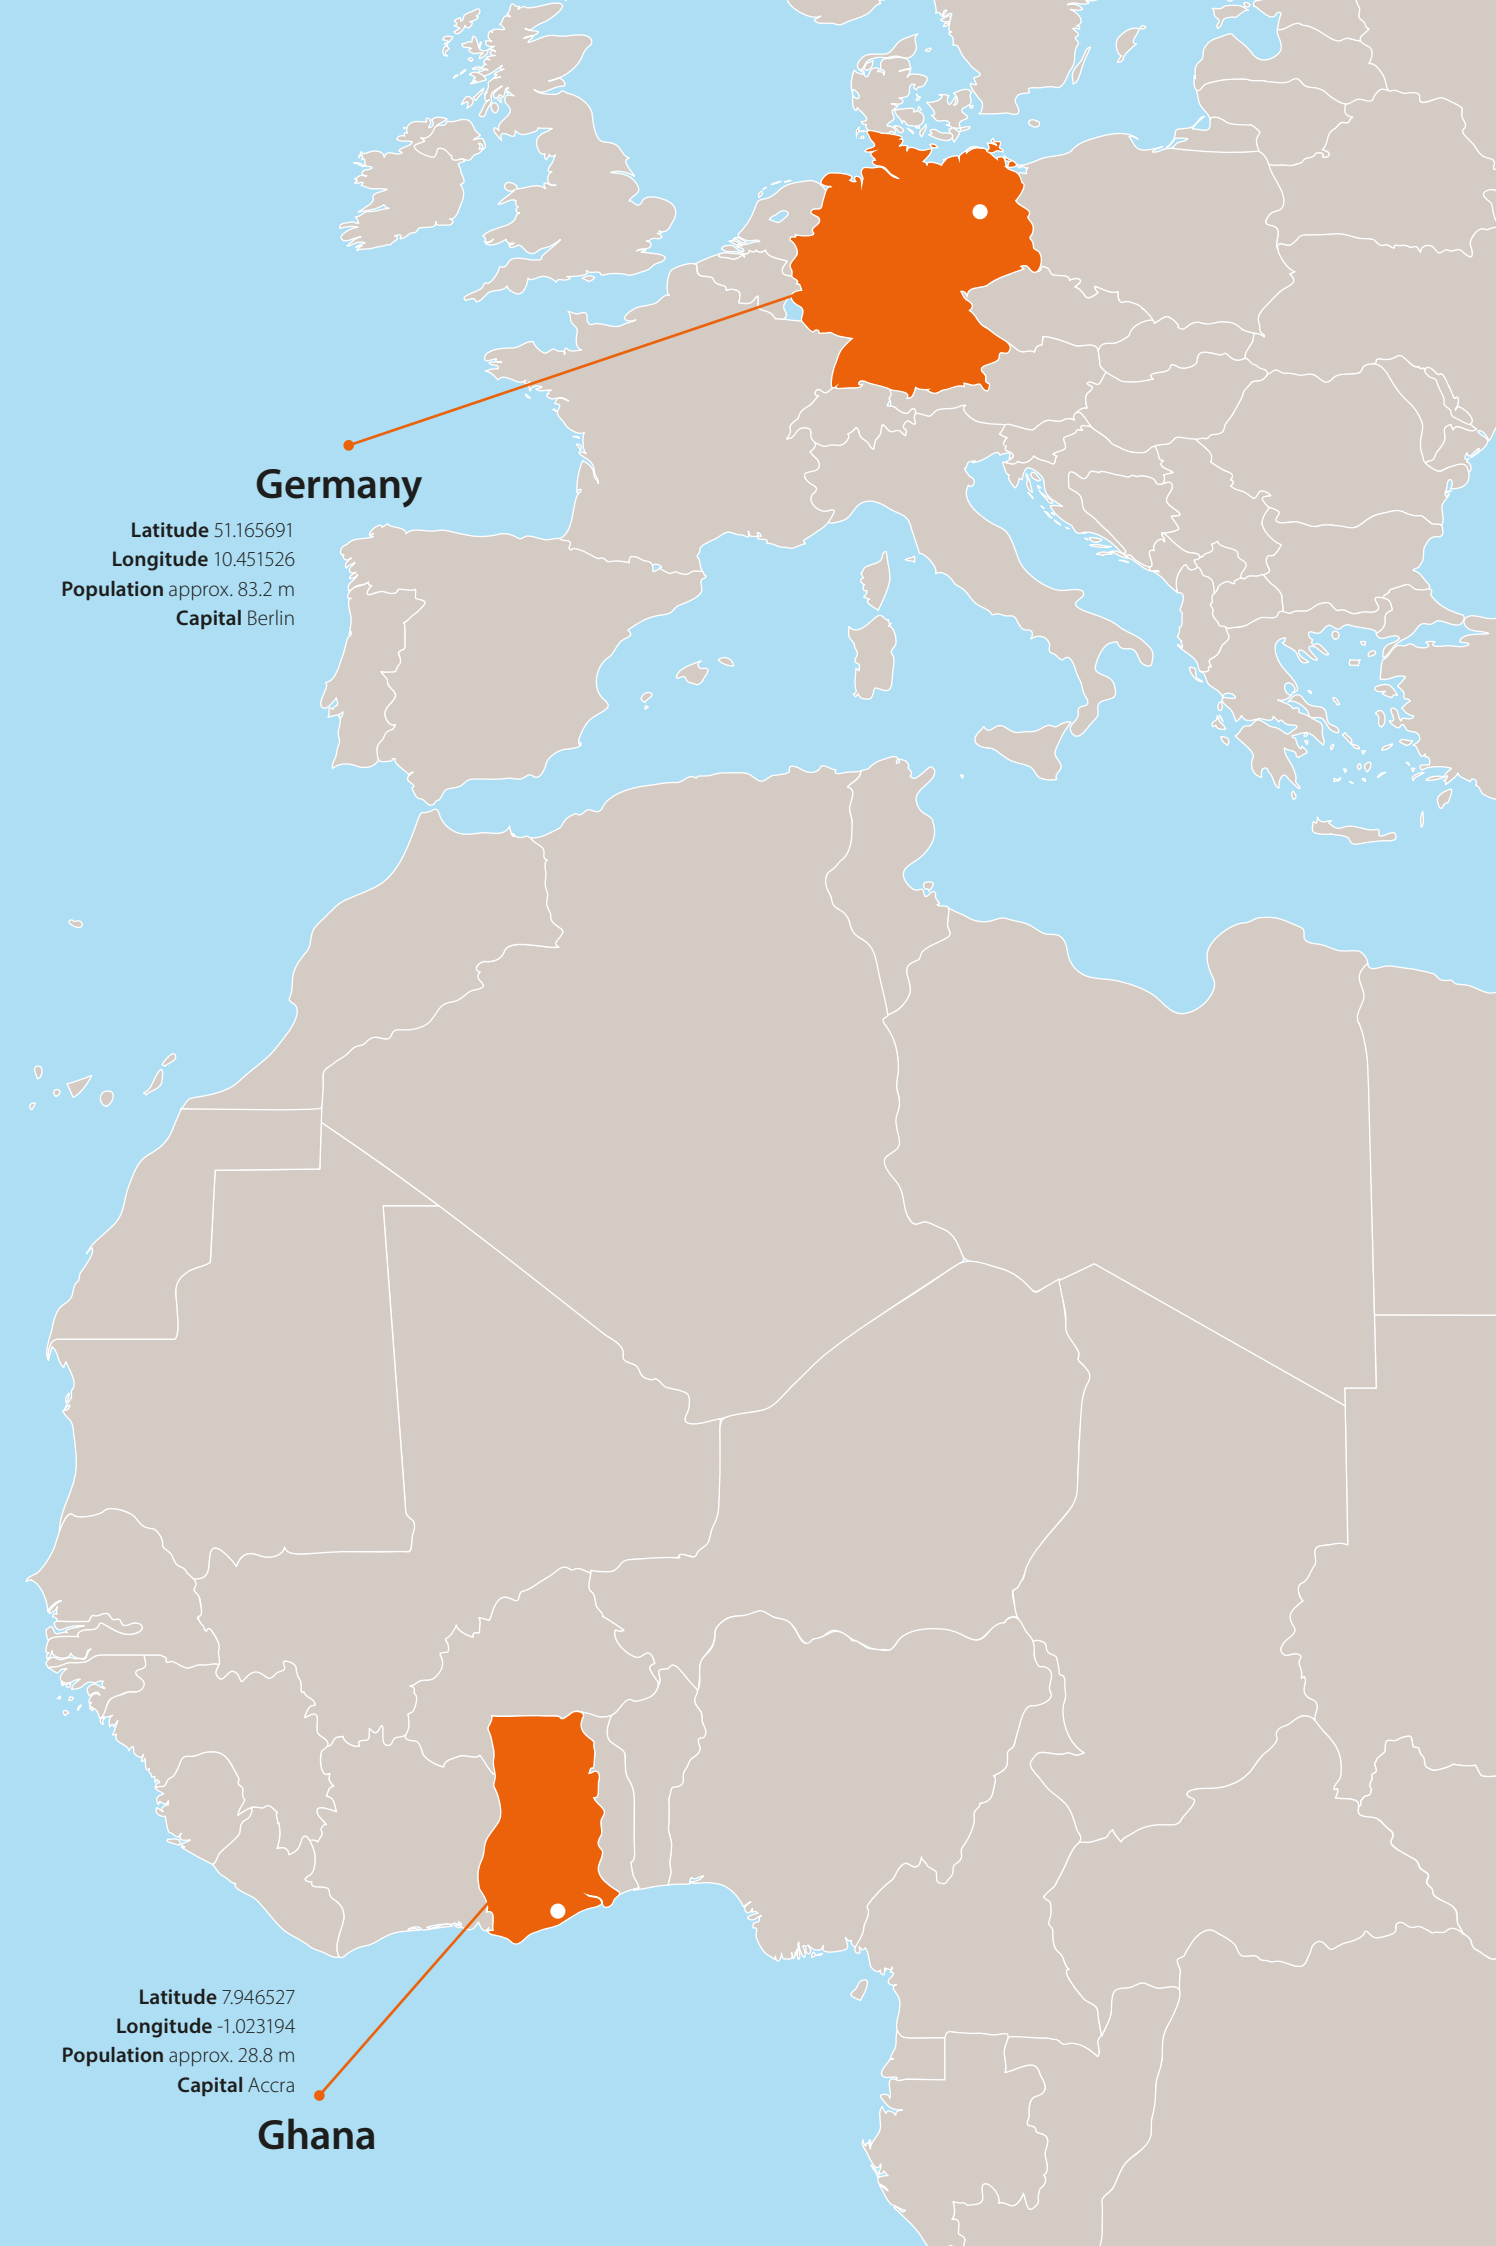 Germany
Latitude 51.165691
Longitude 10.451526
Population approx. 83.2 m
Capital Berlin
Latitude 7.946527
Longitude -1.023194
Population approx. 28.8 m
Capital Accra
Ghana